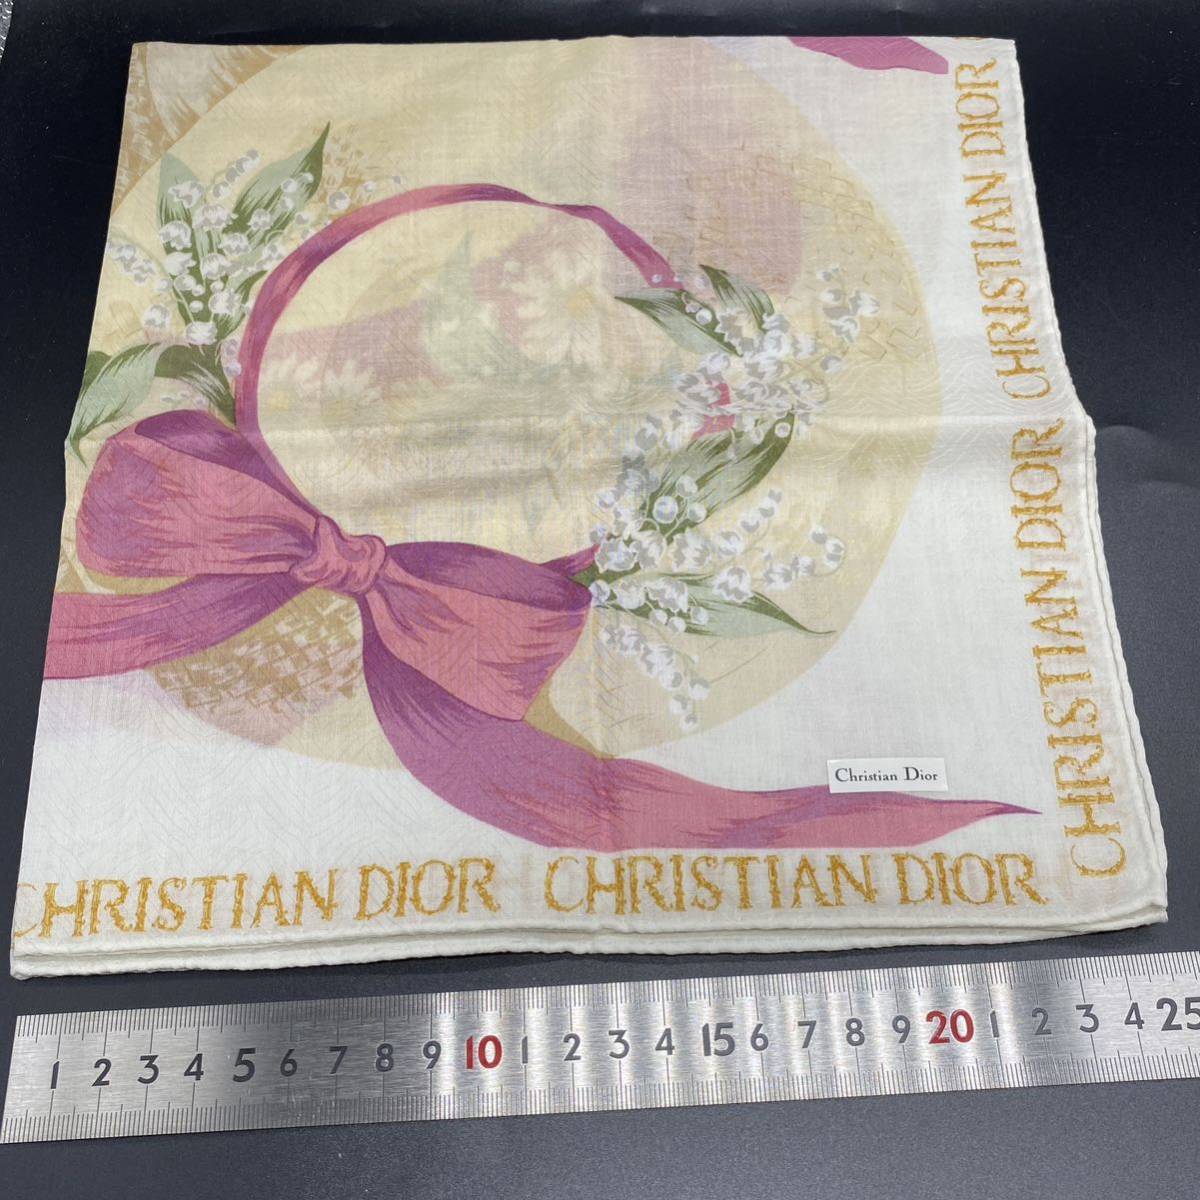 CHRISTIAN DIOR
CHRISTIAN DIOR
Christian Dior
CHRISTIAN DIOR CHRISTIAN DIOR
1 2 3 4 5 6 7 8 9 10 1 2 3 4 15 6 7 8 9 20 1 2 3 4 25